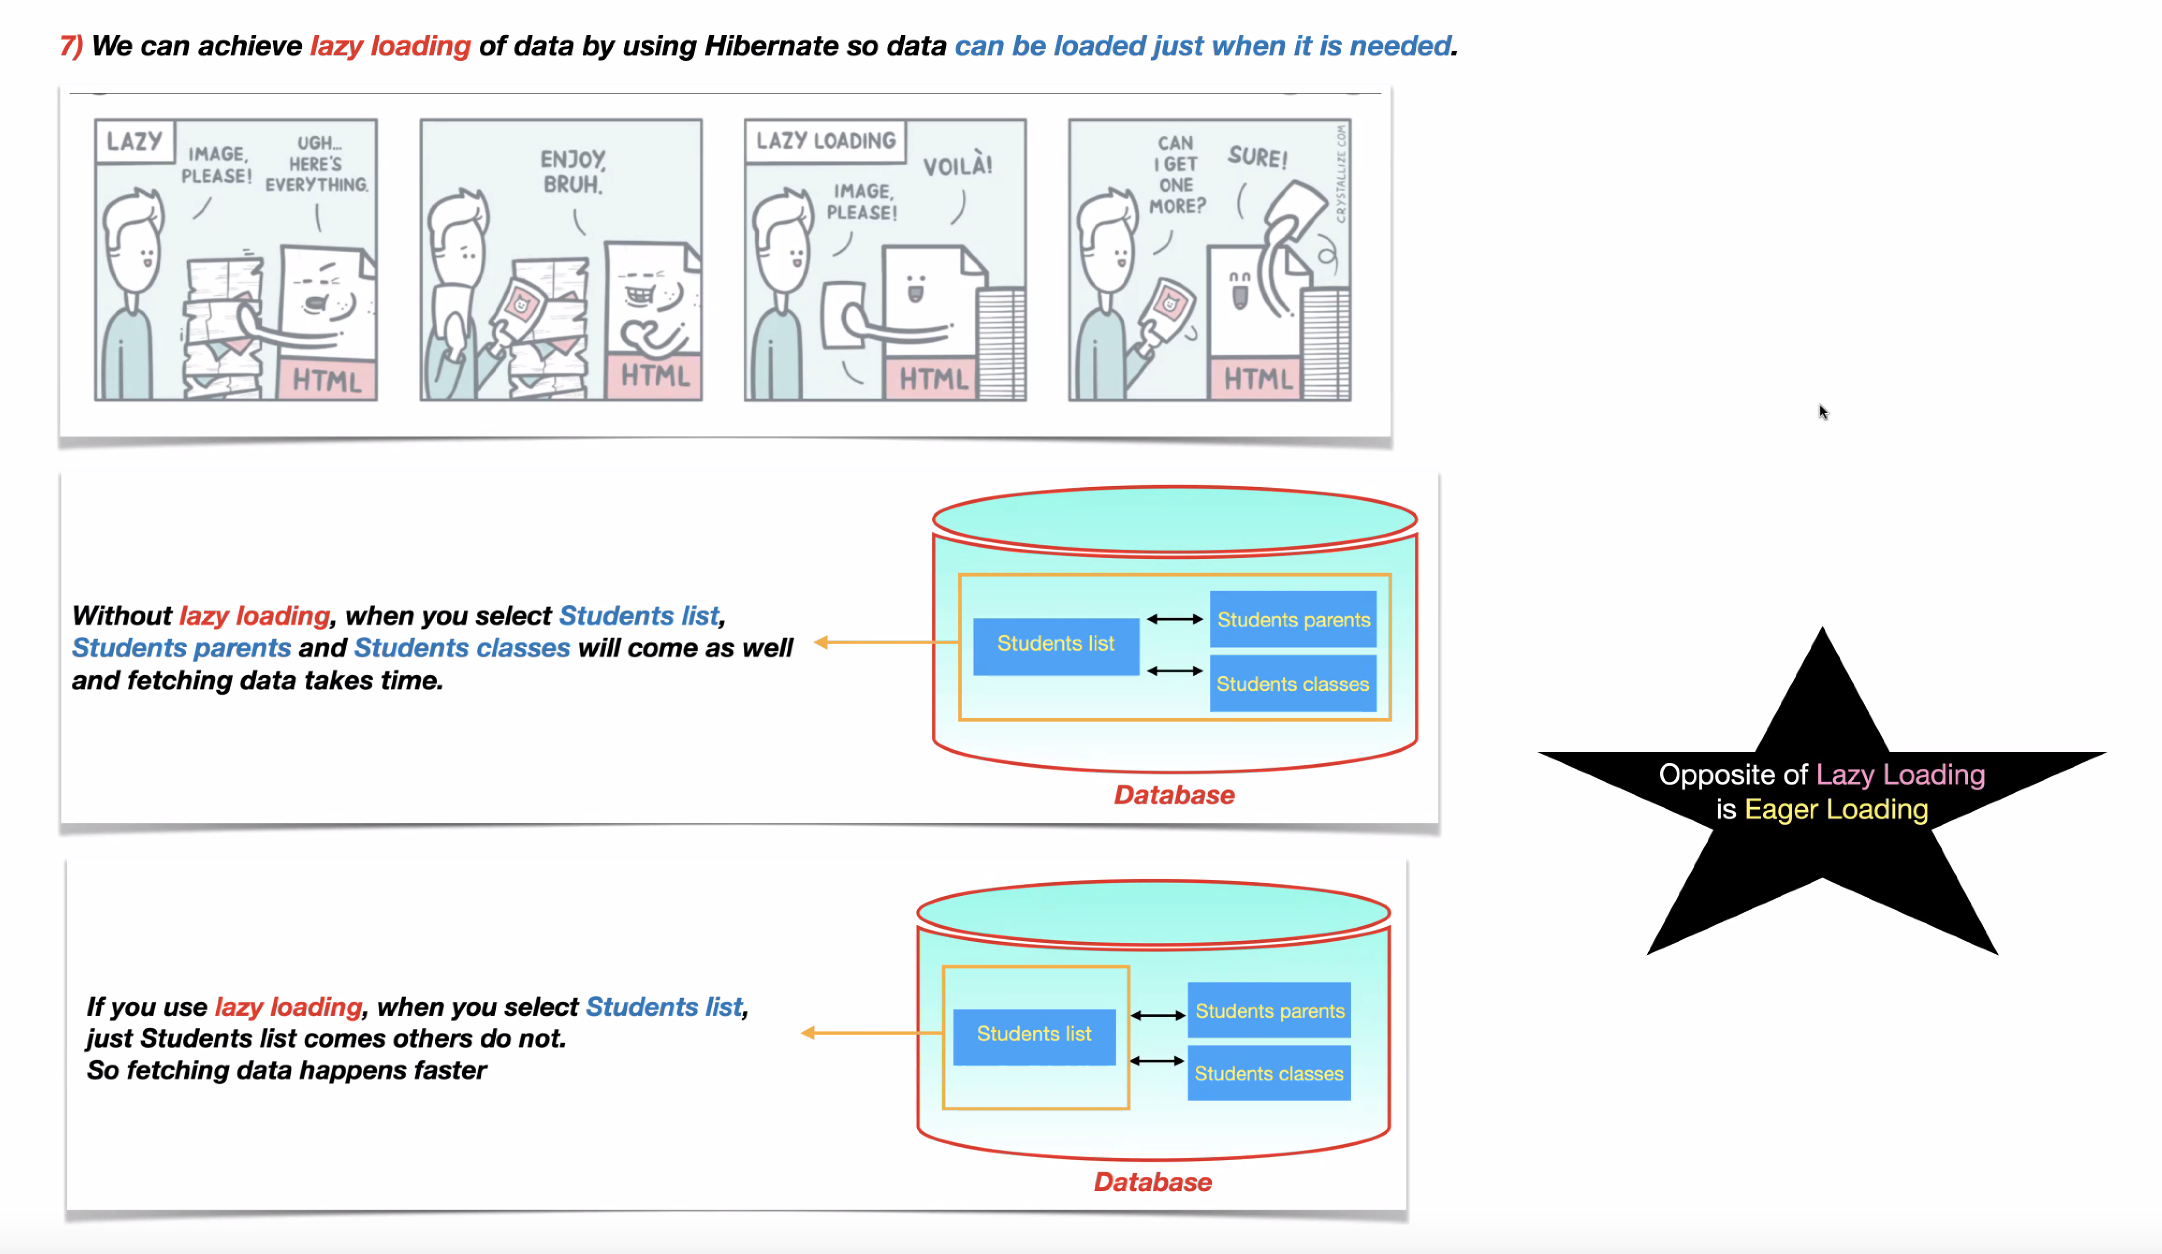 7) We can achieve lazy loading of data by using Hibernate so data can be loaded just when it is needed.
LAZY
IMAGE,
PLEASE!
UGH...
HERE'S
EVERYTHING.
HTML
ENJOY,
BRUH.
HTML
LAZY LOADING
IMAGE,
PLEASE!
VOILÀ!
HTML
CAN
I GET
ONE
MORE?
SURE!
CRYSTALLIZE.COM
HTML
Without lazy loading, when you select Students list,
Students parents and Students classes will come as well
and fetching data takes time.
Students list
Students parents
Students classes
Database
Opposite of Lazy Loading
is Eager Loading
If you use lazy loading, when you select Students list,
just Students list comes others do not.
So fetching data happens faster
Students list
Students parents
Students classes
Database